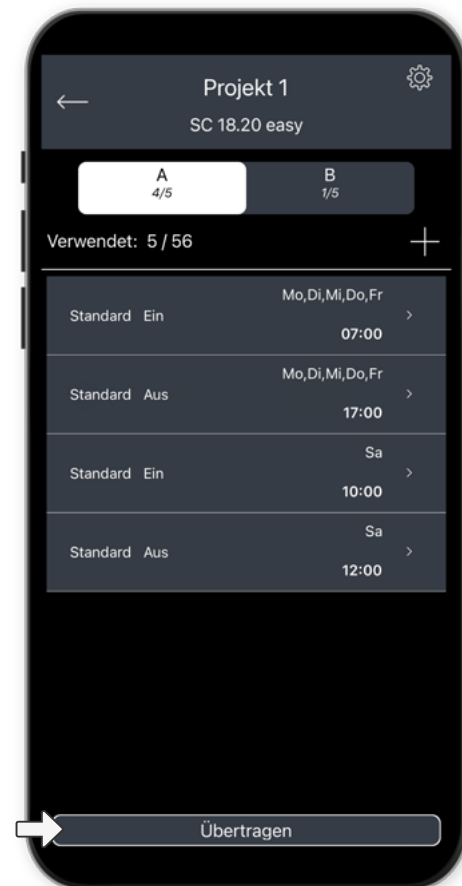 Projekt 1
SC 18.20 easy
A
4/5
B
1/5
Verwendet: 5 / 56
Mo,Di,Mi,Do,Fr
Standard Ein
07:00
Mo,Di,Mi,Do,Fr
Standard Aus
17:00
Sa
Standard Ein
10:00
Sa
Standard Aus
12:00
Übertragen